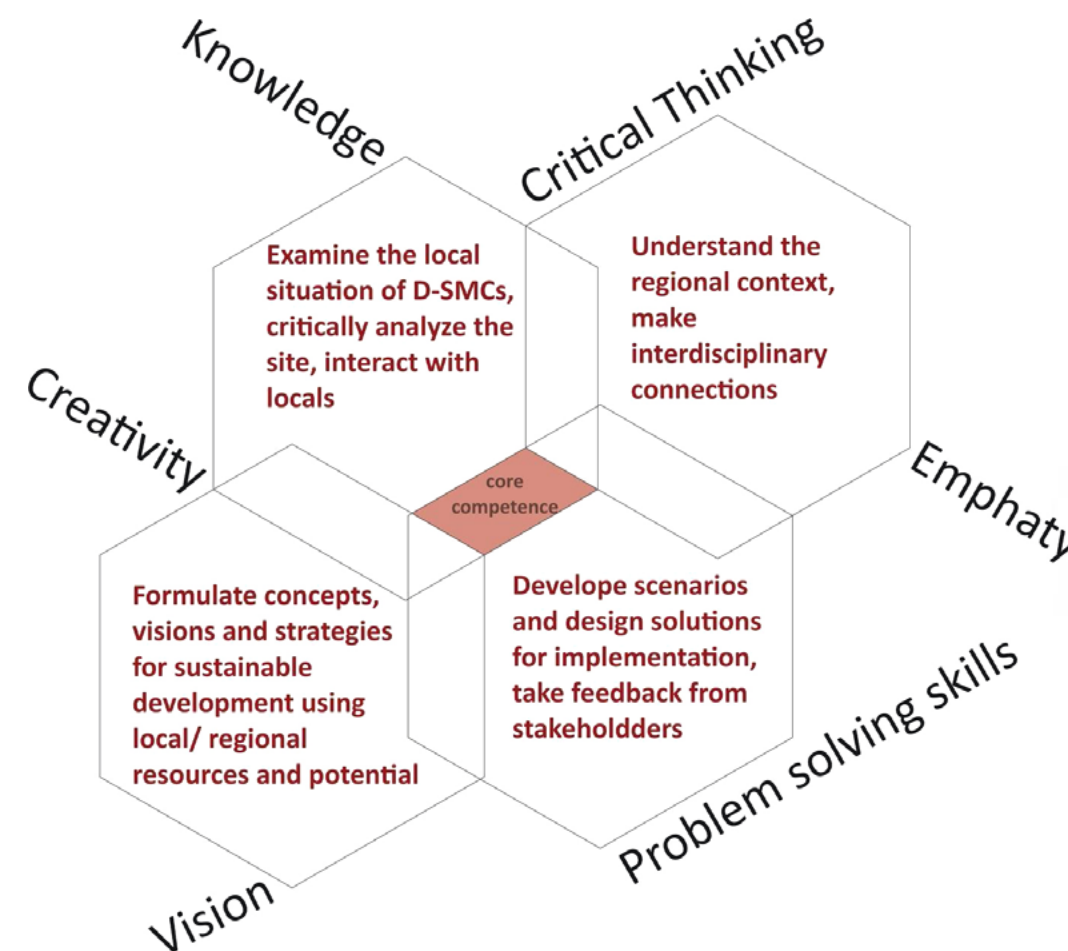 Knowledge
Critical Thinking
Examine the local
situation of D-SMCs,
critically analyze the
site, interact with
locals
Understand the
regional context,
make
interdisciplinary
connections
Creativity
core
competence
Emphaty
Formulate concepts,
visions and strategies
for sustainable
development using
local/ regional
resources and potential
Develope scenarios
and design solutions
for implementation,
take feedback from
stakeholdders
Problem solving skills
Vision